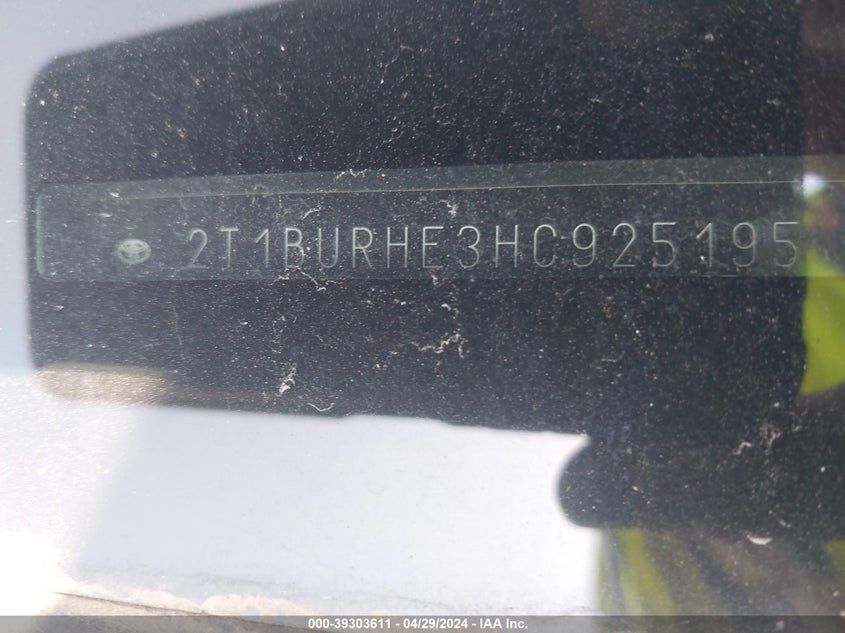 2T1BURHE3HC925195
000-39303611 - 04/29/2024 - IAA Inc.